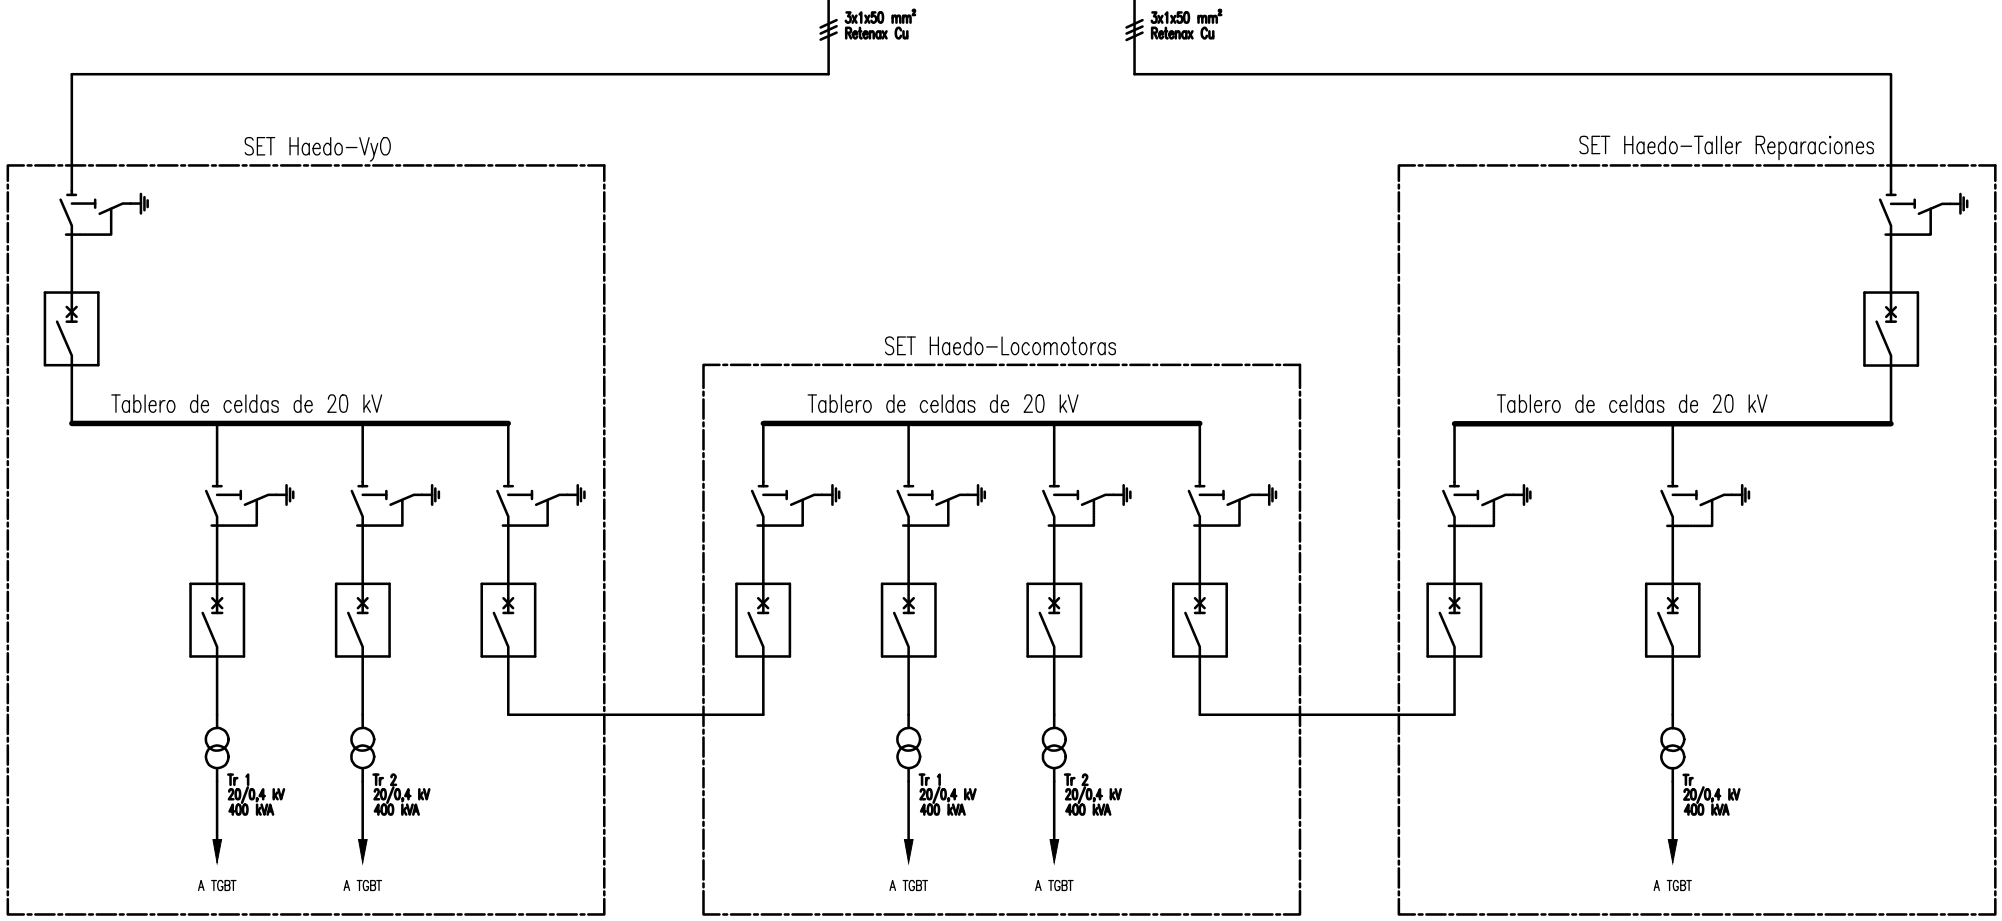 3x1x50 mm²
Retenax Cu
3x1x50 mm²
Retenax Cu
SET Haedo-VyO
SET Haedo-Taller Reparaciones
SET Haedo-Locomotoras
Tablero de celdas de 20 kV
Tablero de celdas de 20 kV
Tablero de celdas de 20 kV
Tr 1
20/0,4 kV
400 kVA
Tr 2
20/0,4 kV
400 kVA
Tr 1
20/0,4 kV
400 kVA
Tr 2
20/0,4 kV
400 kVA
Tr
20/0,4 kV
400 kVA
A TGBT
A TGBT
A TGBT
A TGBT
A TGBT